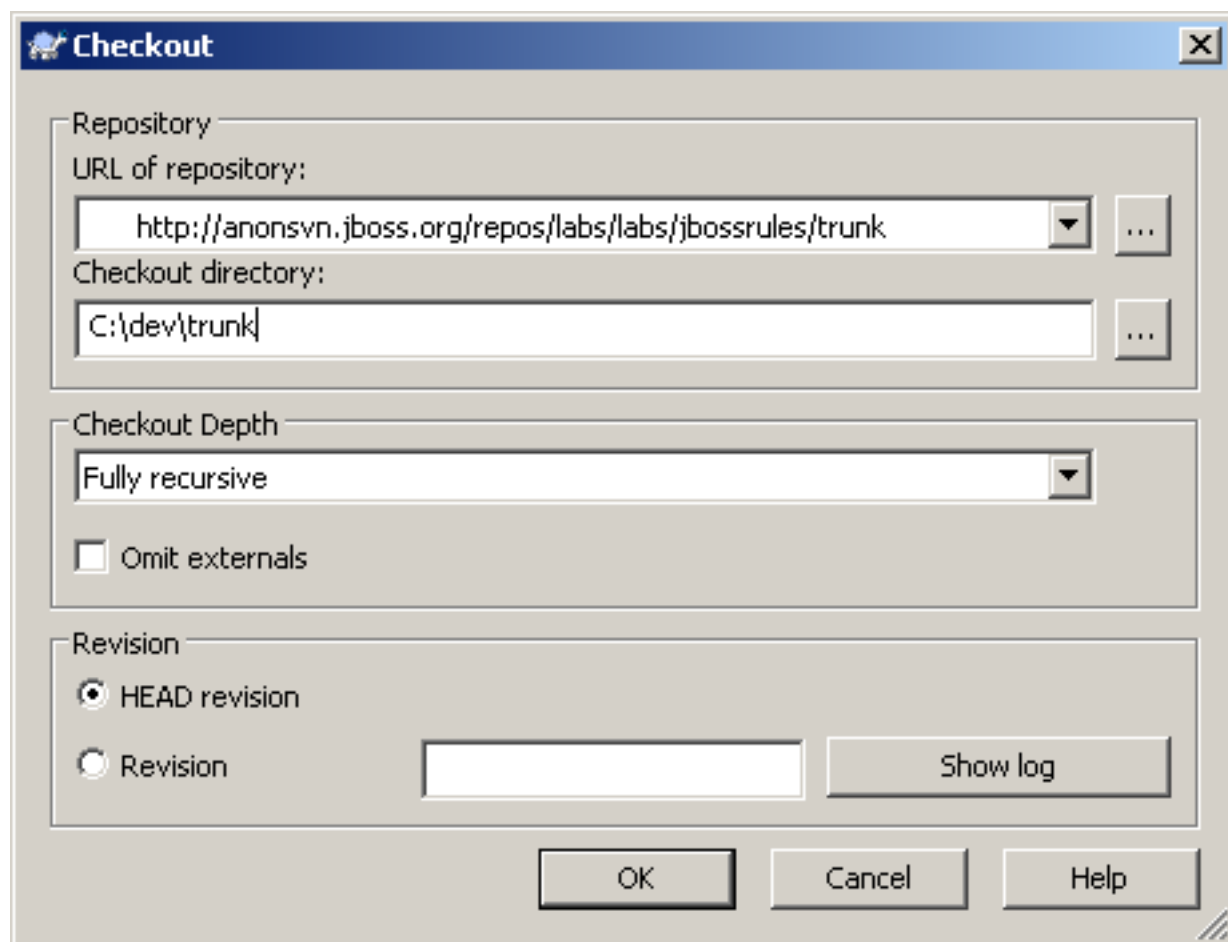 Checkout
Repository
URL of repository:
http://anonsvn.jboss.org/repos/labs/labs/jbossrules/trunk
...
Checkout directory:
C:\dev\trunk
...
Checkout Depth
Fully recursive
Omit externals
Revision
HEAD revision
Revision
Show log
OK
Cancel
Help